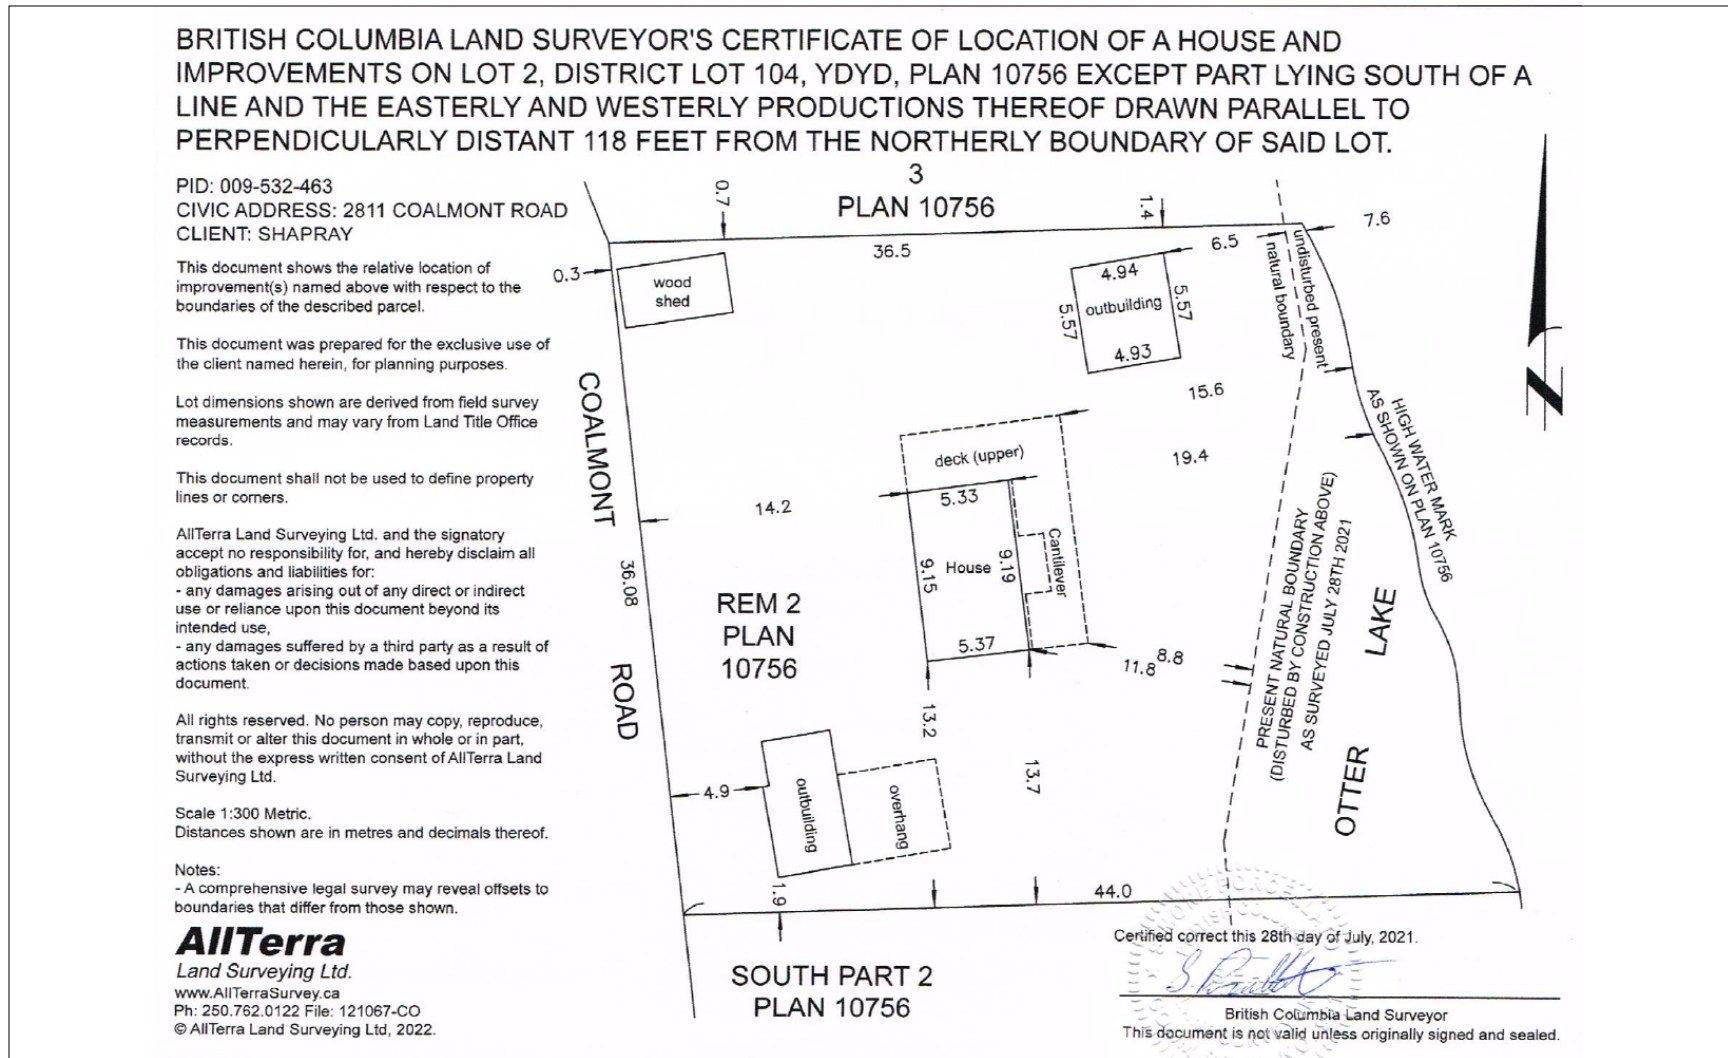 BRITISH COLUMBIA LAND SURVEYOR'S CERTIFICATE OF LOCATION OF A HOUSE AND
IMPROVEMENTS ON LOT 2, DISTRICT LOT 104, YDYD, PLAN 10756 EXCEPT PART LYING SOUTH OF A
LINE AND THE EASTERLY AND WESTERLY PRODUCTIONS THEREOF DRAWN PARALLEL TO
PERPENDICULARLY DISTANT 118 FEET FROM THE NORTHERLY BOUNDARY OF SAID LOT.
PID: 009-532-463
CIVIC ADDRESS: 2811 COALMONT ROAD
CLIENT: SHAPRAY
This document shows the relative location of
improvement(s) named above with respect to the
boundaries of the described parcel.
This document was prepared for the exclusive use of
the client named herein, for planning purposes.
Lot dimensions shown are derived from field survey
measurements and may vary from Land Title Office
records.
This document shall not be used to define property
lines or corners.
AllTerra Land Surveying Ltd. and the signatory
accept no responsibility for, and hereby disclaim all
obligations and liabilities for:
- any damages arising out of any direct or indirect
use or reliance upon this document beyond its
intended use,
- any damages suffered by a third party as a result of
actions taken or decisions made based upon this
document.
All rights reserved. No person may copy, reproduce,
transmit or alter this document in whole or in part,
without the express written consent of AllTerra Land
Surveying Ltd.
Scale 1:300 Metric.
Distances shown are in metres and decimals thereof.
Notes:
- A comprehensive legal survey may reveal offsets to
boundaries that differ from those shown.
AllTerra
Land Surveying Ltd.
www.AllTerraSurvey.ca
Ph: 250.762.0122 File: 121067-CO
© AllTerra Land Surveying Ltd, 2022.
3
PLAN 10756
0.7
1.4
7.6
36.5
6.5
0.3
wood
shed
4.94
outbuilding
5.57
5.57
4.93
undisturbed present
natural boundary
N
15.6
HIGH WATER MARK
AS SHOWN ON PLAN 10756
COALMONT
36.08
ROAD
deck (upper)
19.4
14.2
5.33
9.15
House
9.19
Cantilever
5.37
REM 2
PLAN
10756
8.8
11.8
PRESENT NATURAL BOUNDARY
(DISTURBED BY CONSTRUCTION ABOVE)
AS SURVEYED JULY 28TH 2021
OTTER LAKE
13.2
13.7
4.9
outbuilding
overhang
1.9
44.0
SOUTH PART 2
PLAN 10756
Certified correct this 28th day of July, 2021.
British Columbia Land Surveyor
This document is not valid unless originally signed and sealed.